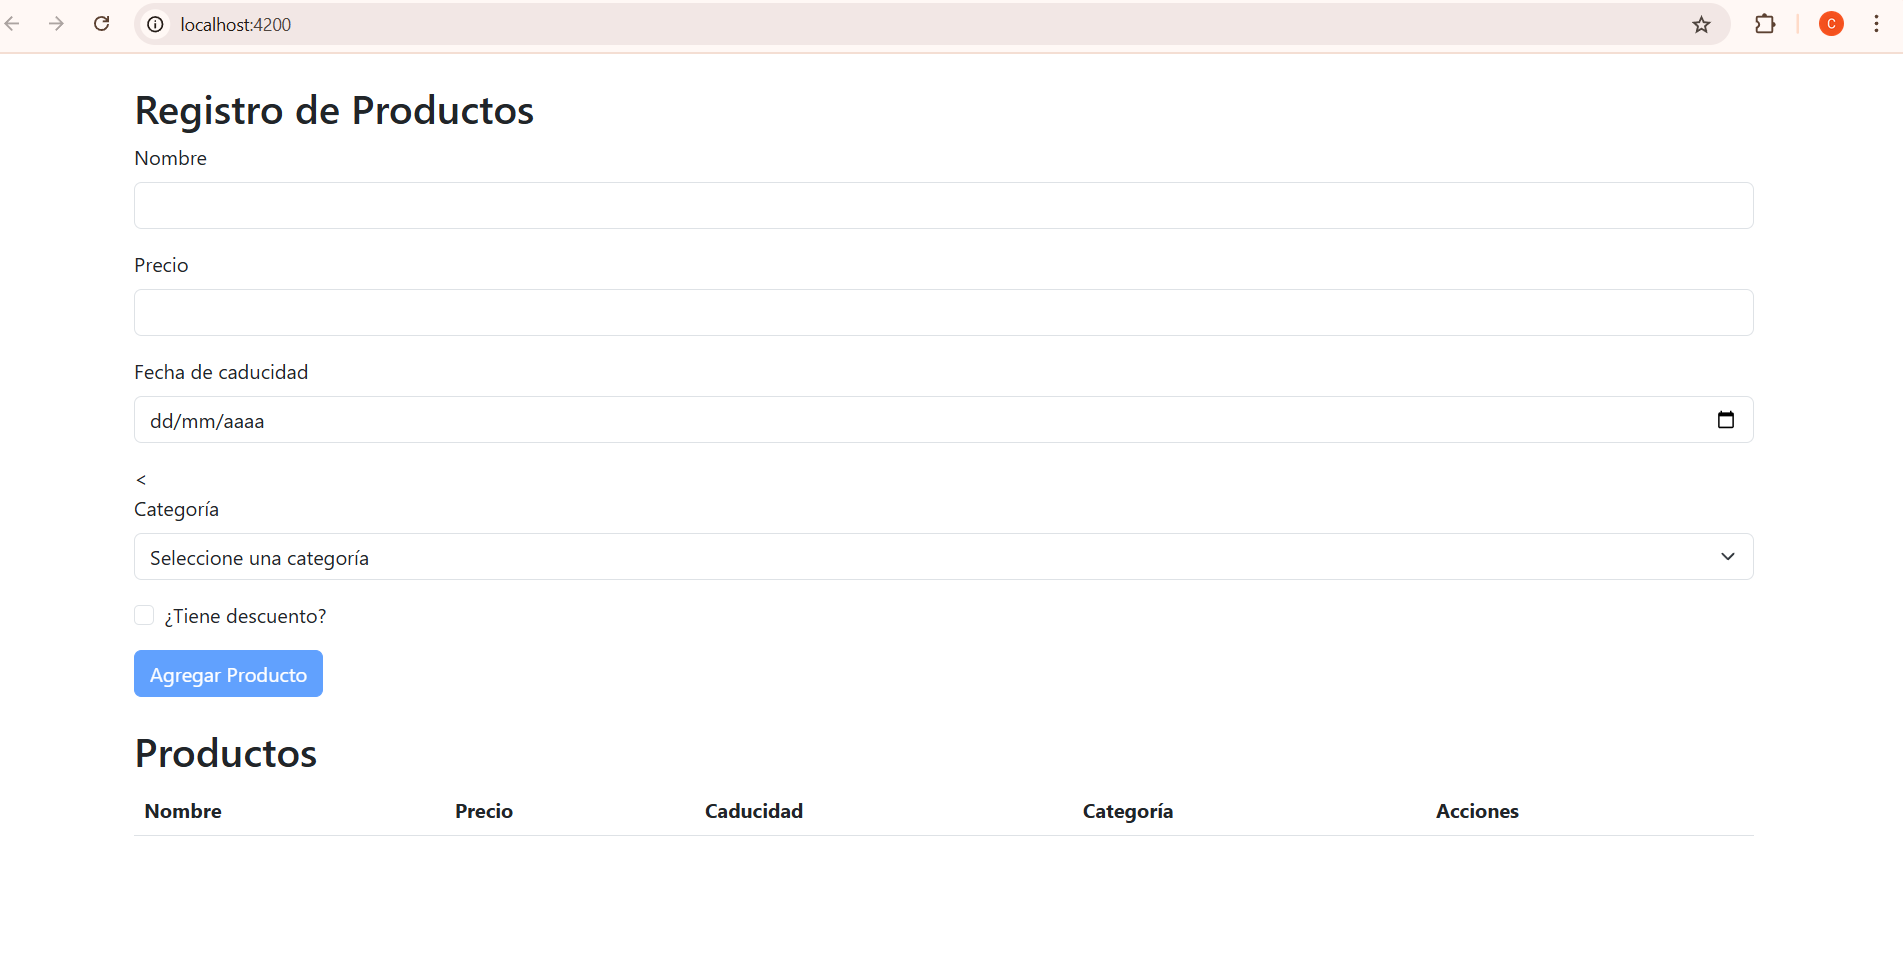 localhost:4200
C
Registro de Productos
Nombre
Precio
Fecha de caducidad
dd/mm/aaaa
<
Categoría
Seleccione una categoría
¿Tiene descuento?
Agregar Producto
Productos
Nombre Precio Caducidad Categoría Acciones